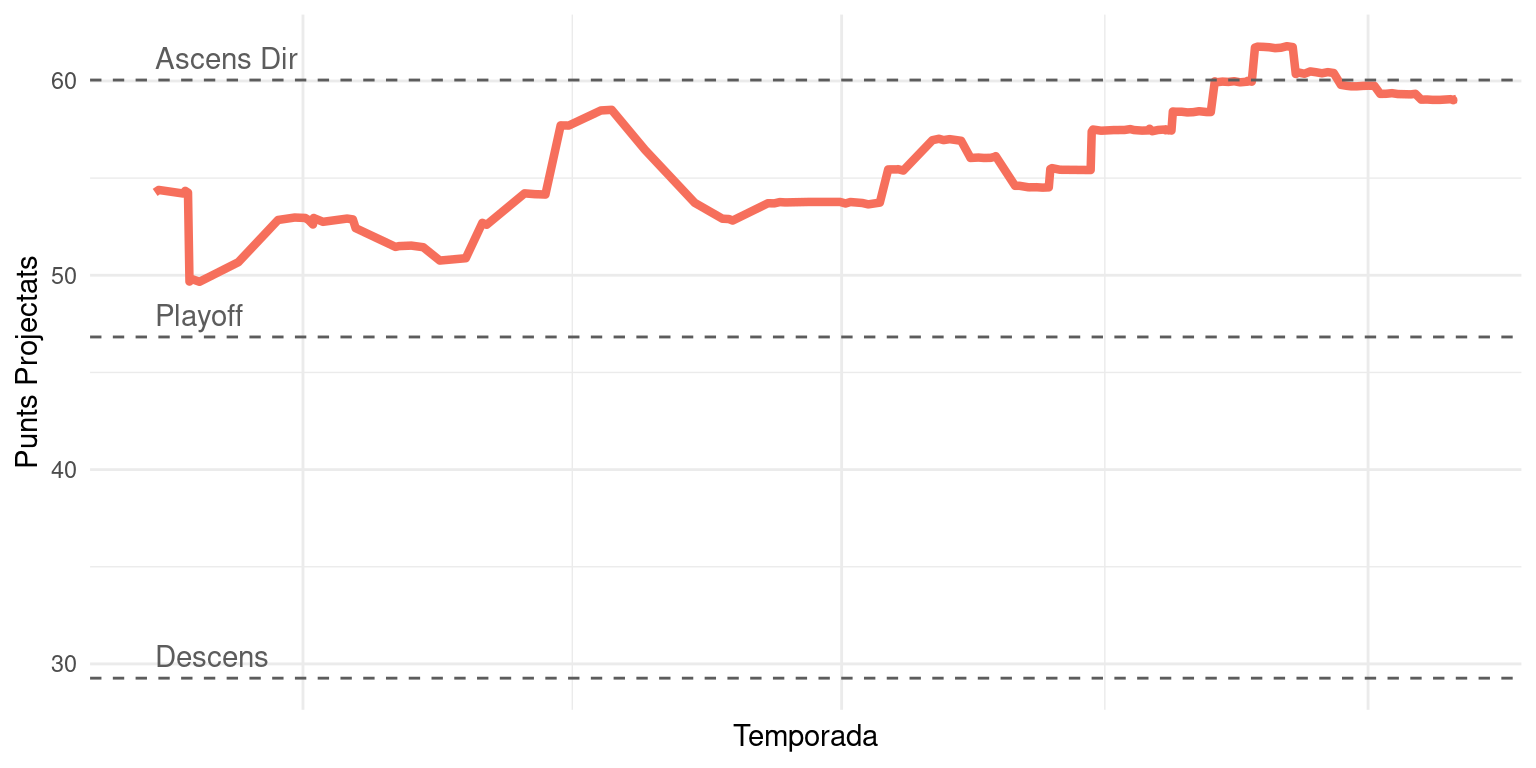 Ascens Dir
60
50
Playoff
40
Descens
30
Punts Projectats
Temporada